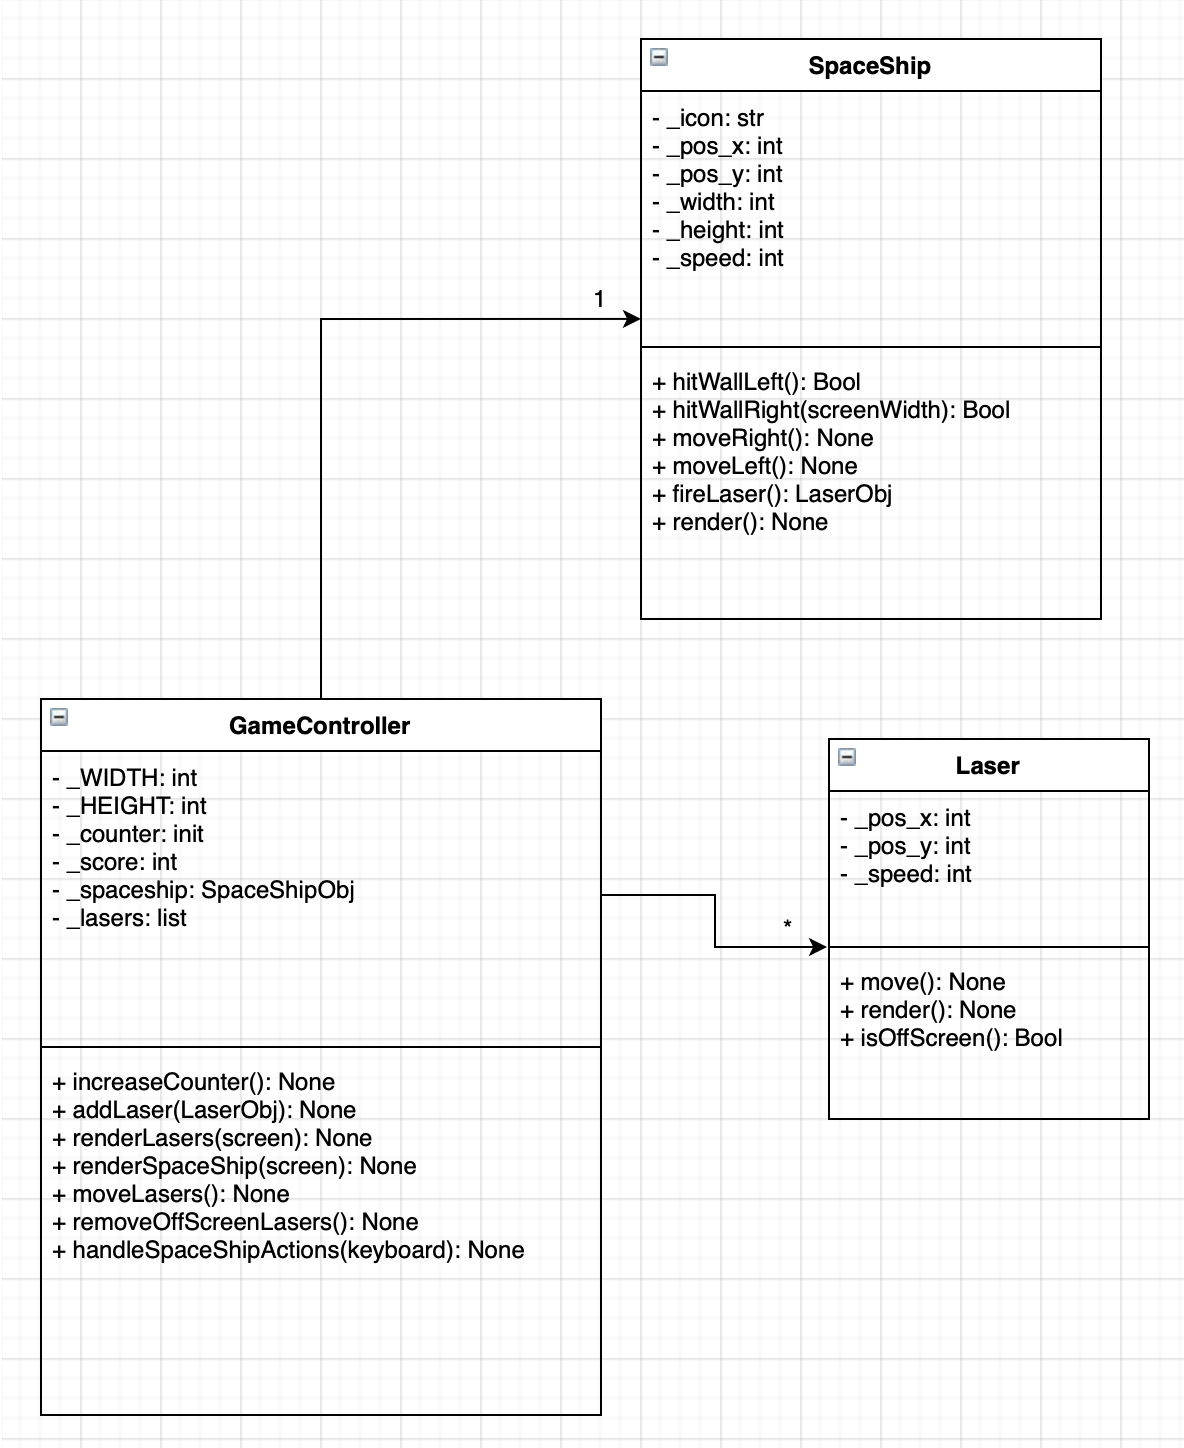 SpaceShip
- _icon: str
- _pos_x: int
- _pos_y: int
- _width: int
- _height: int
- _speed: int
1
+ hitWallLeft(): Bool
+ hitWallRight(screenWidth): Bool
+ moveRight(): None
+ moveLeft(): None
+ fireLaser(): LaserObj
+ render(): None
GameController
- _WIDTH: int
- _HEIGHT: int
- _counter: init
- _score: int
- _spaceship: SpaceShipObj
- _lasers: list
+ increaseCounter(): None
+ addLaser(LaserObj): None
+ renderLasers(screen): None
+ renderSpaceShip(screen): None
+ moveLasers(): None
+ removeOffScreenLasers(): None
+ handleSpaceShipActions(keyboard): None
*
Laser
- _pos_x: int
- _pos_y: int
- _speed: int
+ move(): None
+ render(): None
+ isOffScreen(): Bool